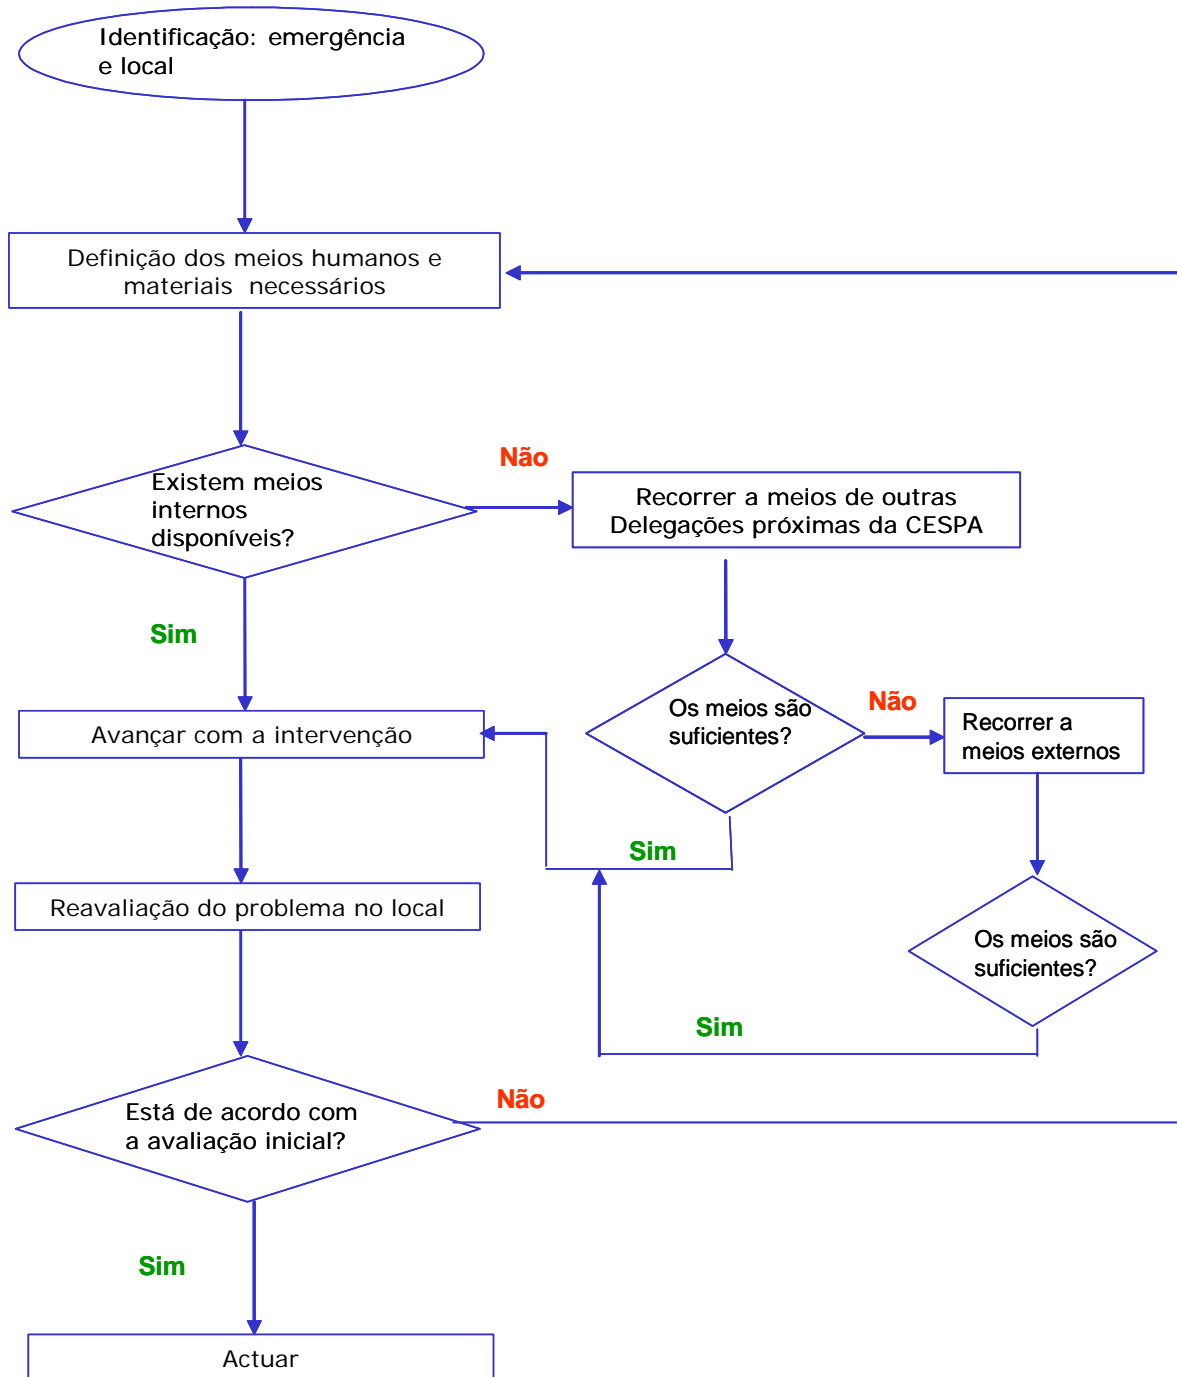 Identificação: emergência
e local
Definição dos meios humanos e
materiais necessários
Existem meios
internos
disponíveis?
Não
Recorrer a meios de outras
Delegações próximas da CESPA
Sim
Os meios são
suficientes?
Não
Recorrer a
meios externos
Avançar com a intervenção
Sim
Reavaliação do problema no local
Os meios são
suficientes?
Sim
Está de acordo com
a avaliação inicial?
Não
Sim
Actuar